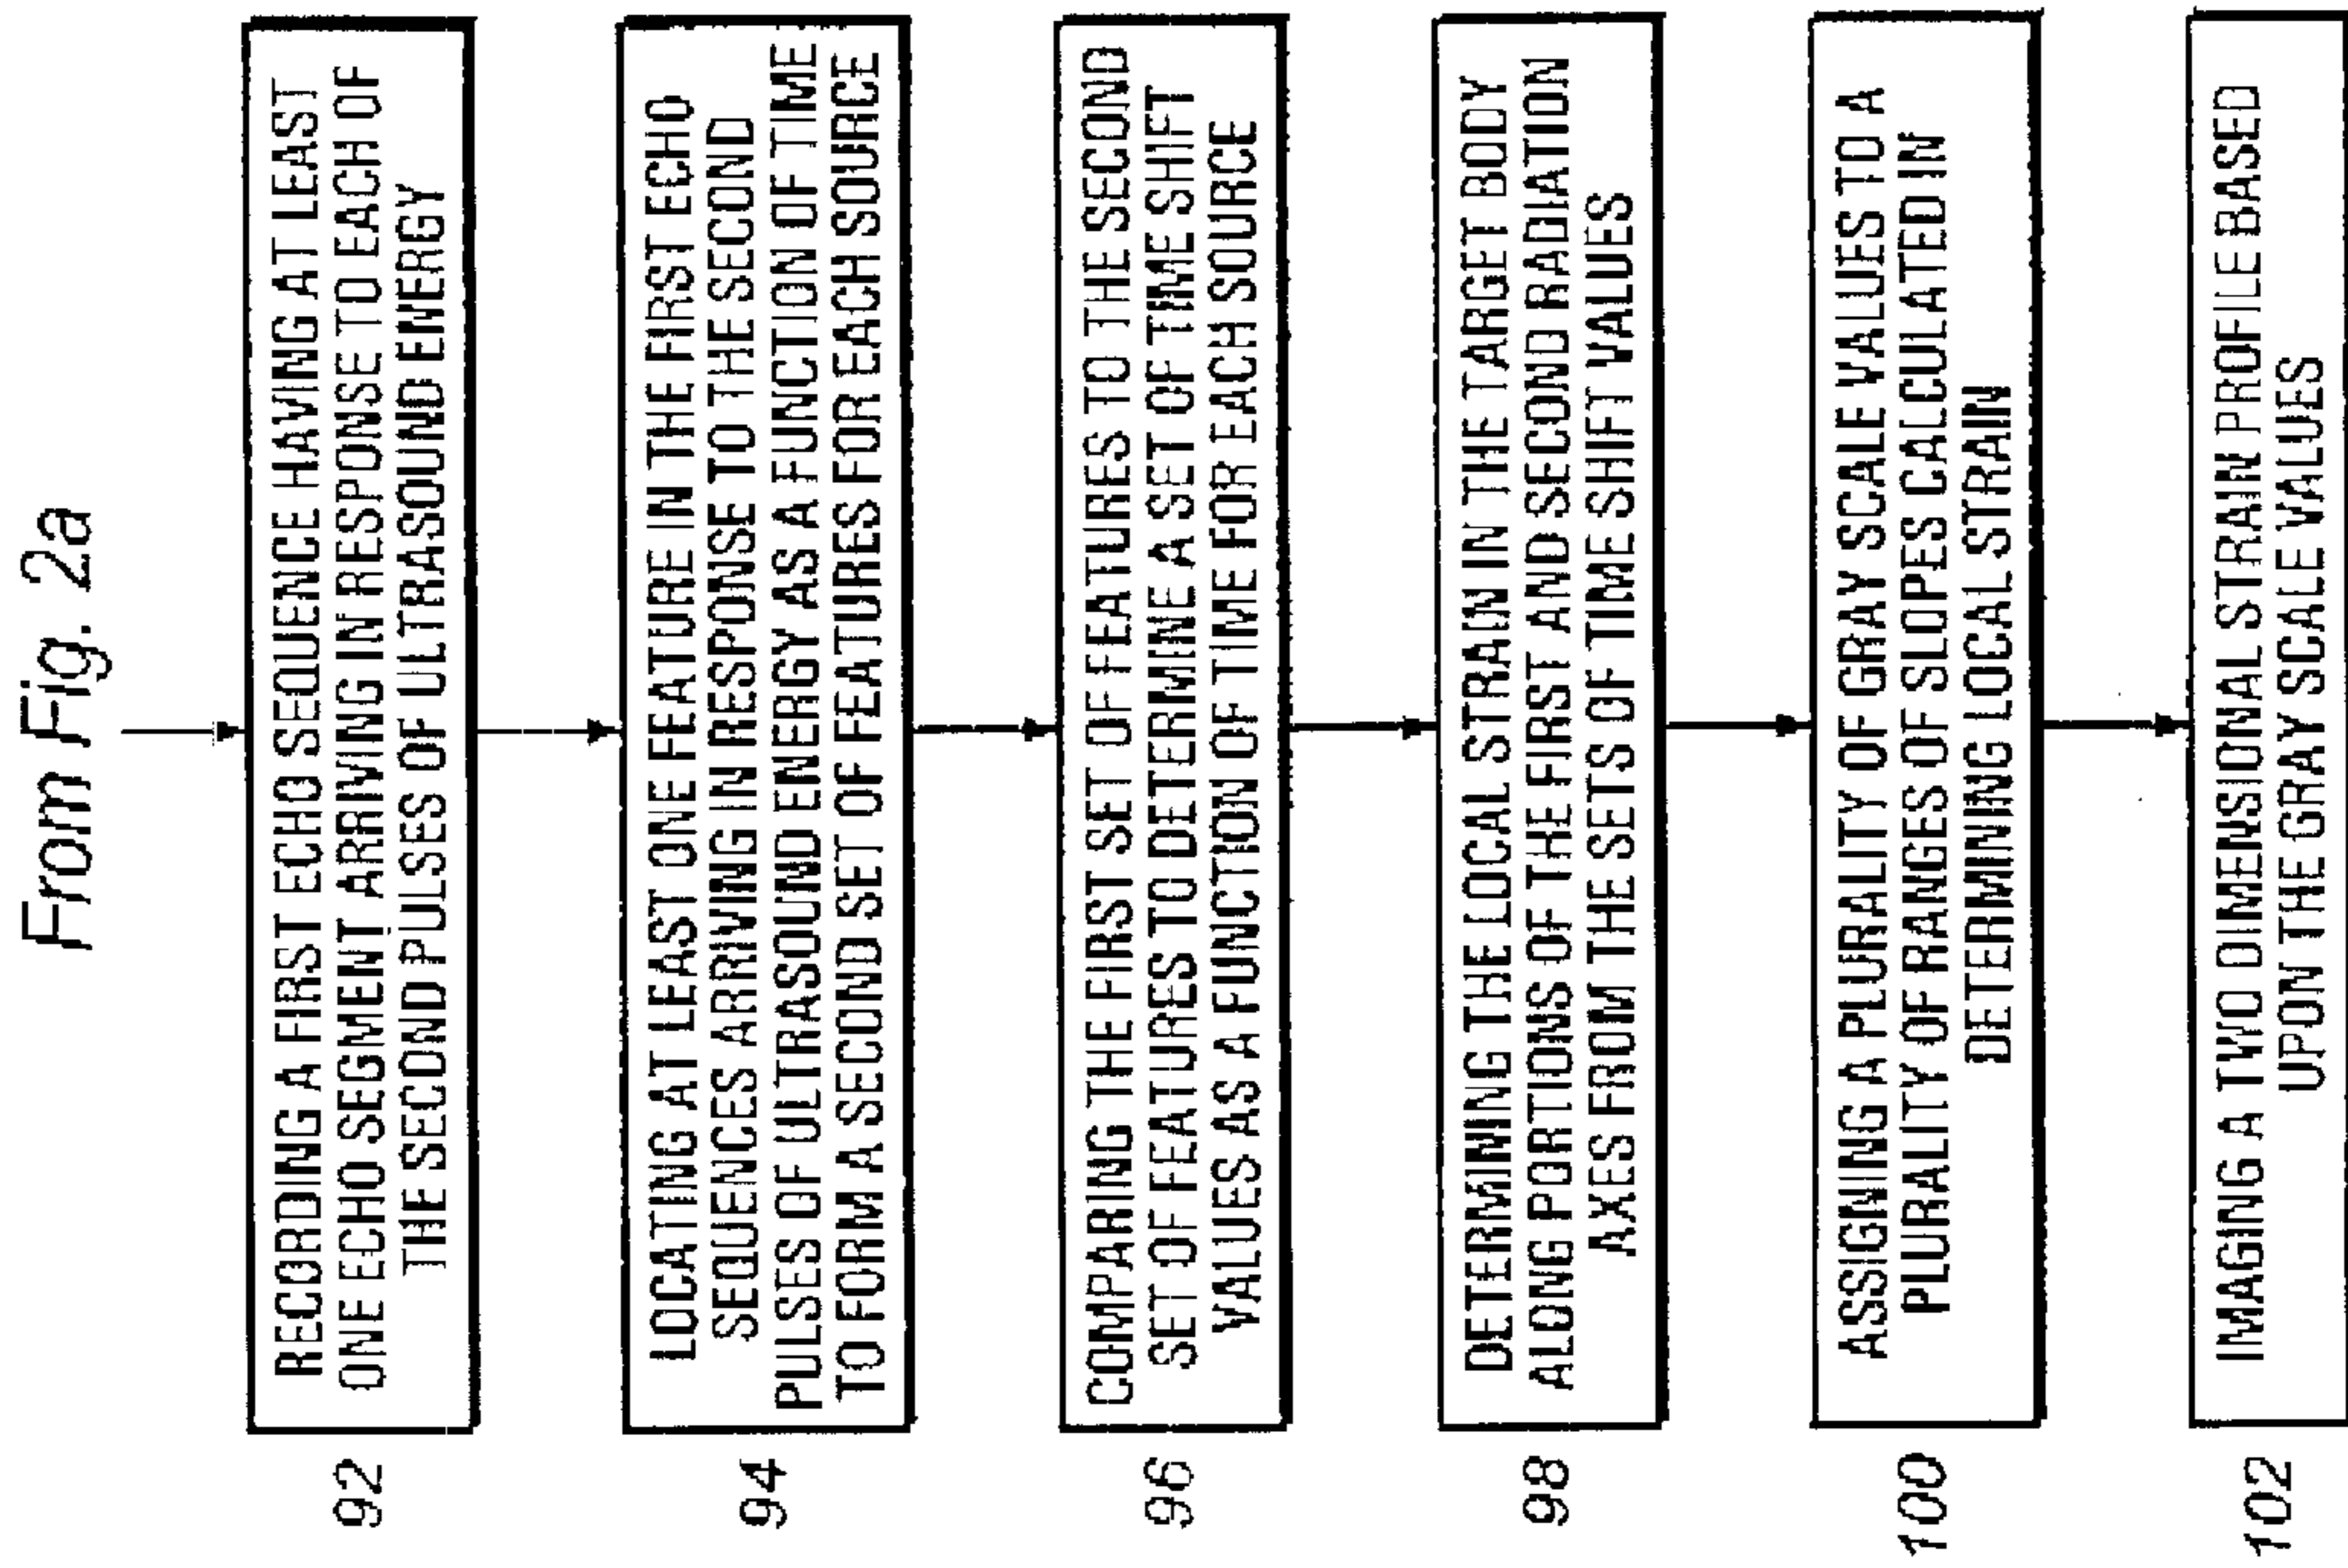 From Fig. 2a
92
RECORDING A FIRST ECHO SEQUENCE HAVING AT LEAST
ONE ECHO SEGMENT ARRIVING IN RESPONSE TO EACH OF
THE SECOND PULSES OF ULTRASOUND ENERGY
94
LOCATING AT LEAST ONE FEATURE IN THE FIRST ECHO
SEQUENCES ARRIVING IN RESPONSE TO THE SECOND
PULSES OF ULTRASOUND ENERGY AS A FUNCTION OF TIME
TO FORM A SECOND SET OF FEATURES FOR EACH SOURCE
96
COMPARING THE FIRST SET OF FEATURES TO THE SECOND
SET OF FEATURES TO DETERMINE A SET OF TIME SHIFT
VALUES AS A FUNCTION OF TIME FOR EACH SOURCE
98
DETERMINING THE LOCAL STRAIN IN THE TARGET BODY
ALONG PORTIONS OF THE FIRST AND SECOND RADIATION
AXES FROM THE SETS OF TIME SHIFT VALUES
100
ASSIGNING A PLURALITY OF GRAY SCALE VALUES TO A
PLURALITY OF RANGES OF SLOPES CALCULATED IN
DETERMINING LOCAL STRAIN
102
IMAGING A TWO DIMENSIONAL STRAIN PROFILE BASED
UPON THE GRAY SCALE VALUES